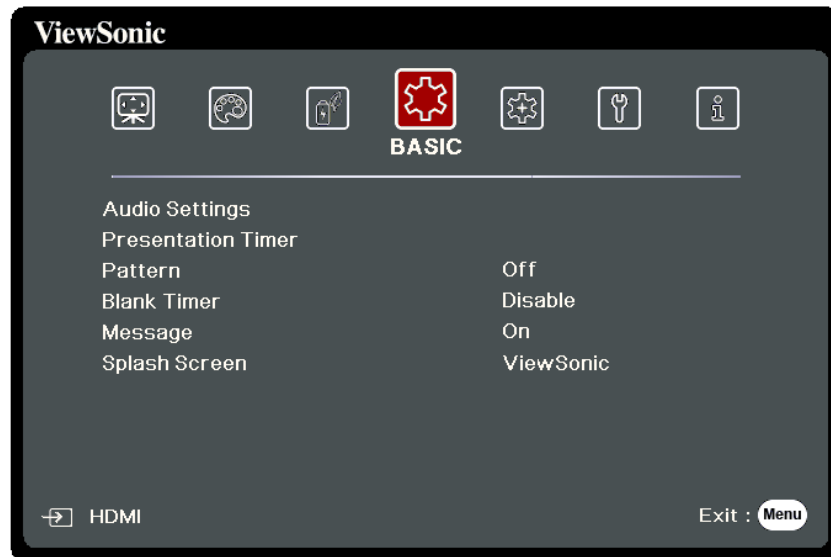 ViewSonic
BASIC
Audio Settings
Presentation Timer
Pattern Off
Blank Timer Disable
Message On
Splash Screen ViewSonic
HDMI Exit : Menu